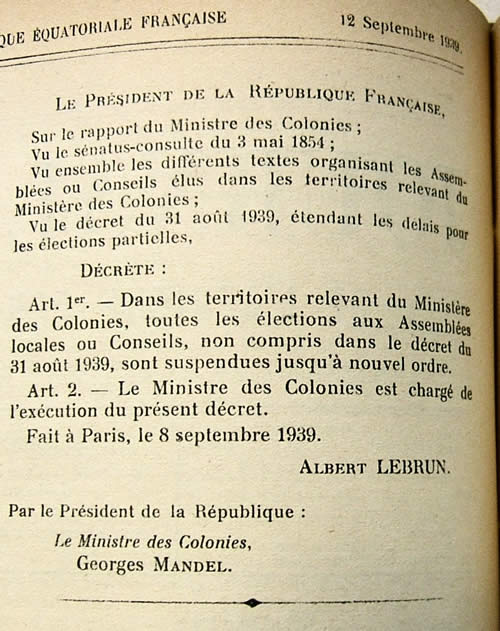 QUE ÉQUATORIALE FRANÇAISE
12 Septembre 1939.
LE PRÉSIDENT DE LA RÉPUBLIQUE FRANÇAISE,
Sur le rapport du Ministre des Colonies ;
Vu le sénatus-consulte du 3 mai 1854 ;
Vu ensemble les différents textes organisant les Assem-
blées ou Conseils élus dans les territoires relevant du
Ministère des Colonies ;
Vu le décret du 31 août 1939, étendant les délais pour
les élections partielles,
DÉCRÈTE :
Art. 1er. — Dans les territoires relevant du Ministère
des Colonies, toutes les élections aux Assemblées
locales ou Conseils, non compris dans le décret du
31 août 1939, sont suspendues jusqu'à nouvel ordre.
Art. 2. — Le Ministre des Colonies est chargé de
l'exécution du présent décret.
Fait à Paris, le 8 septembre 1939.
ALBERT LEBRUN.
Par le Président de la République :
Le Ministre des Colonies,
Georges MANDEL.